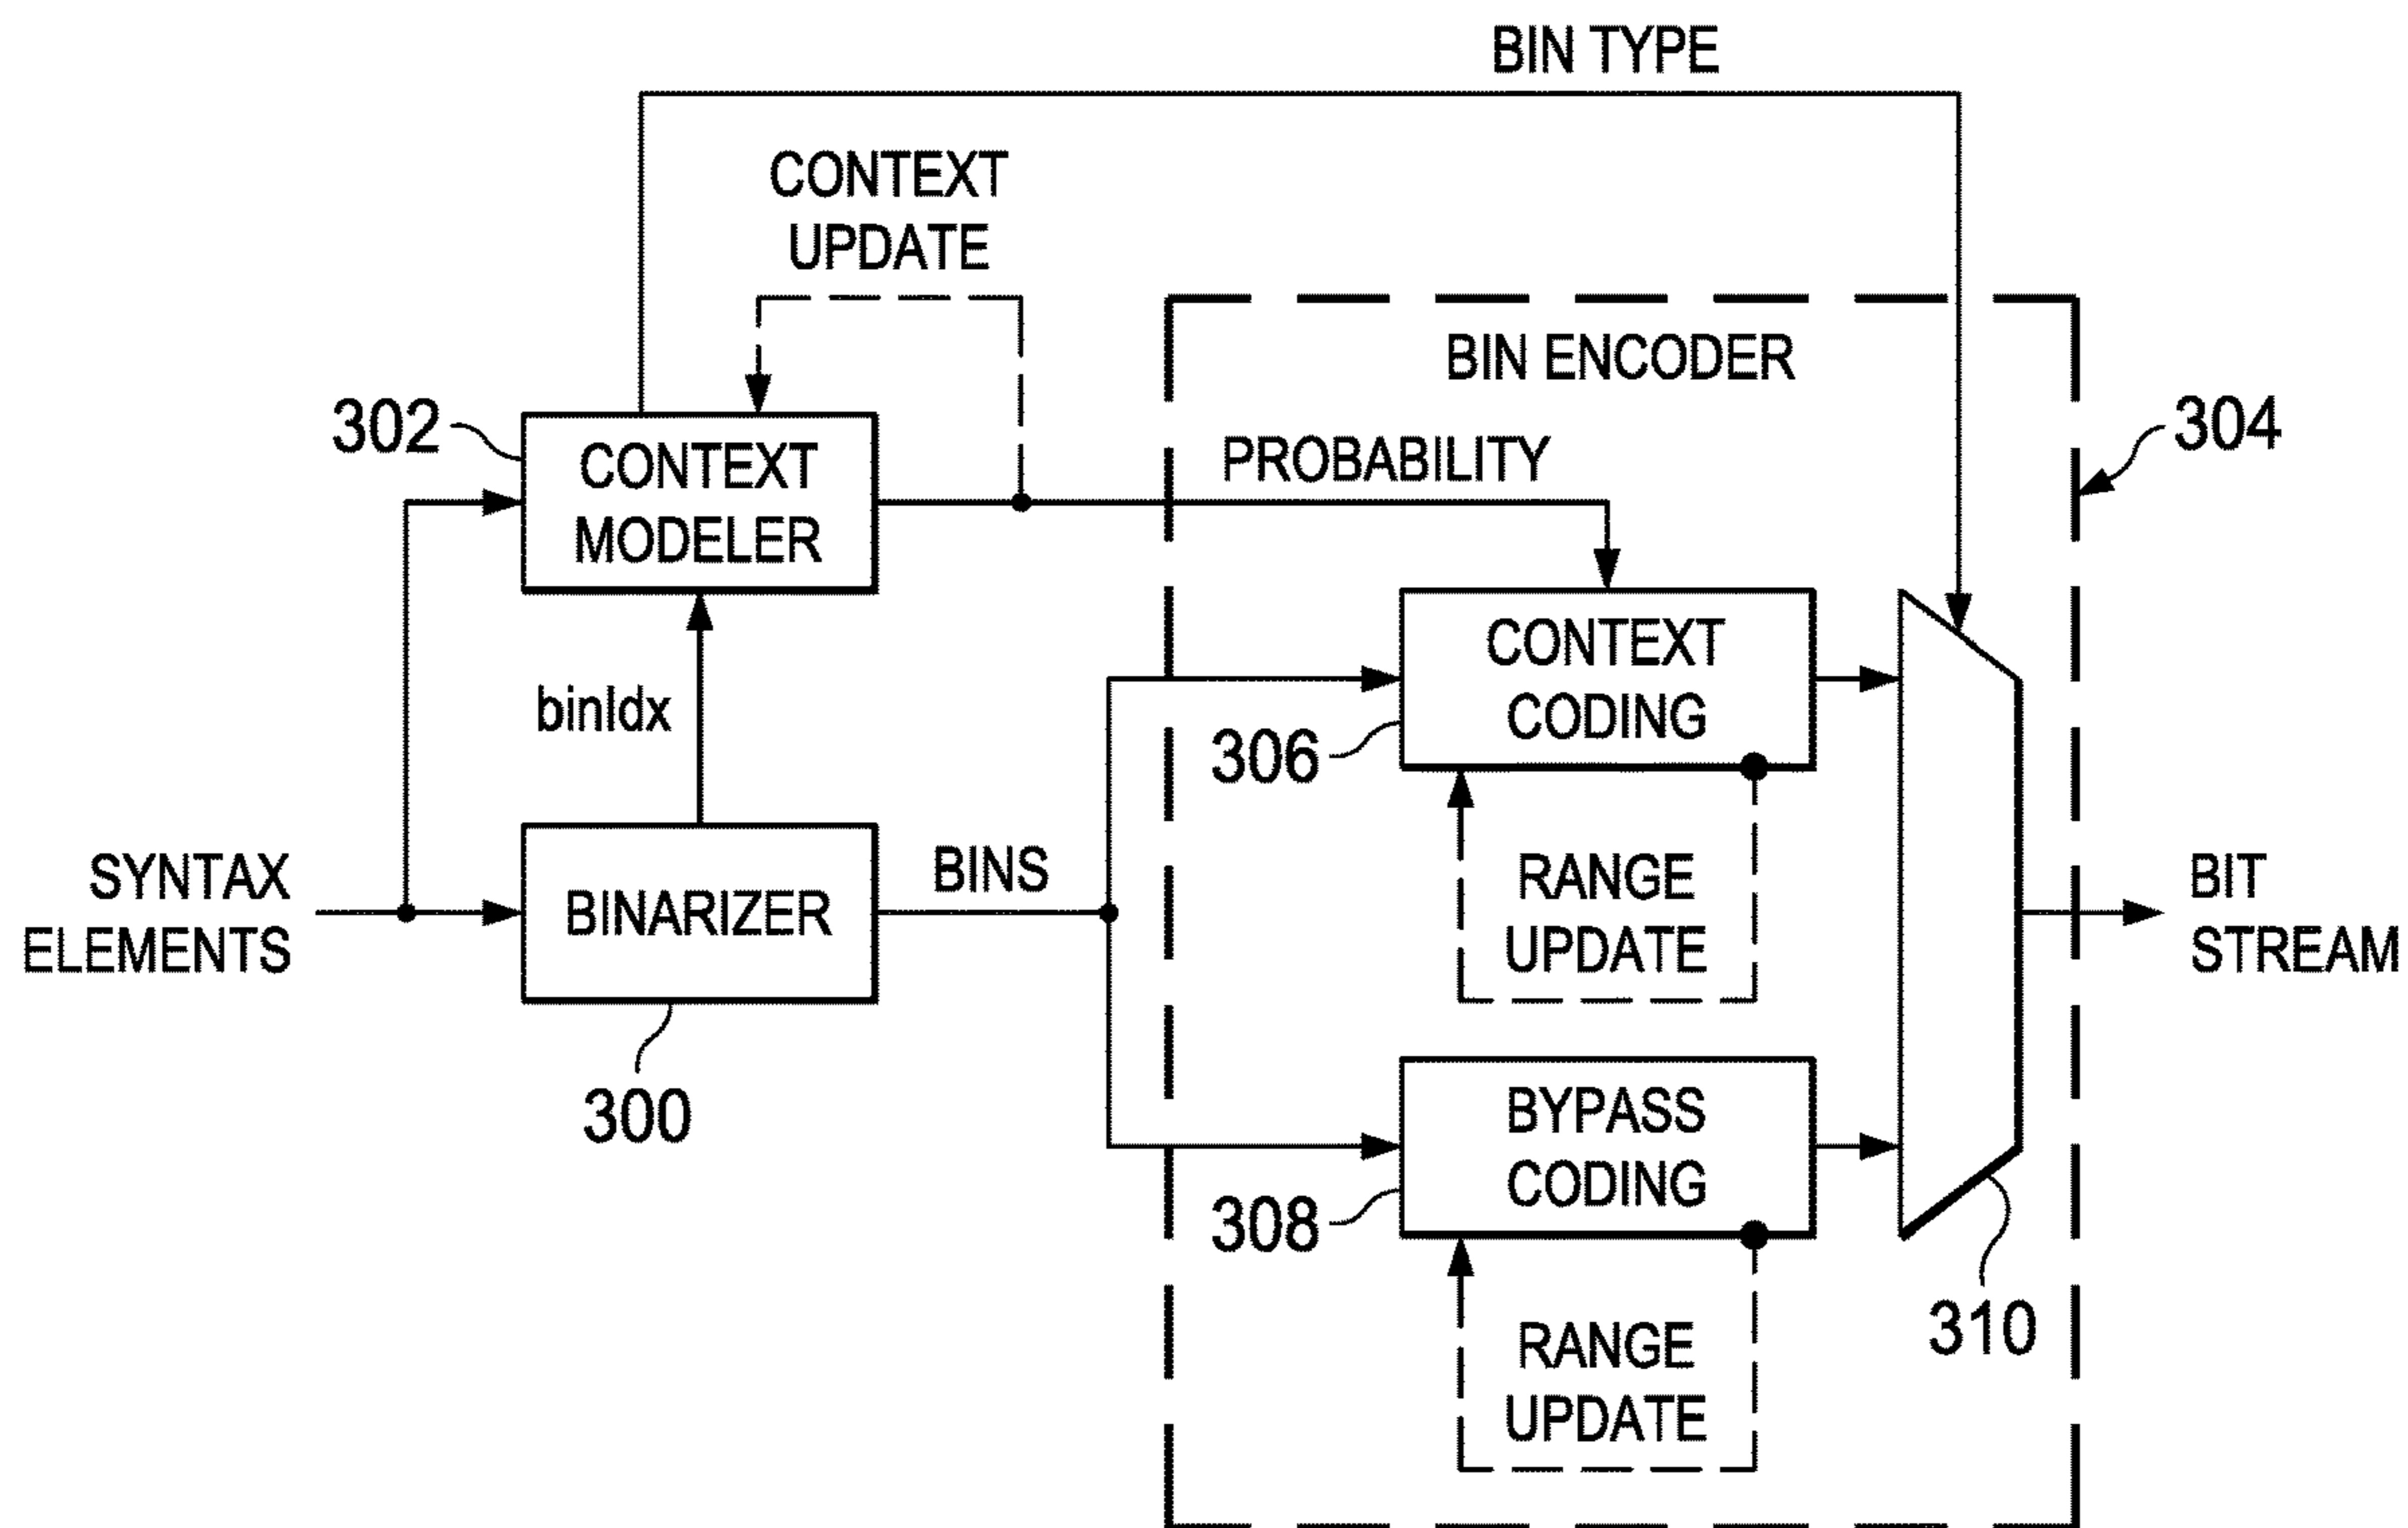 BIN TYPE
CONTEXT
UPDATE
BIN ENCODER
302
304
CONTEXT
MODELER
PROBABILITY
CONTEXT
CODING
306
binIdx
SYNTAX
ELEMENTS
BINARIZER
BINS
300
RANGE
UPDATE
BIT
STREAM
BYPASS
CODING
308
310
RANGE
UPDATE